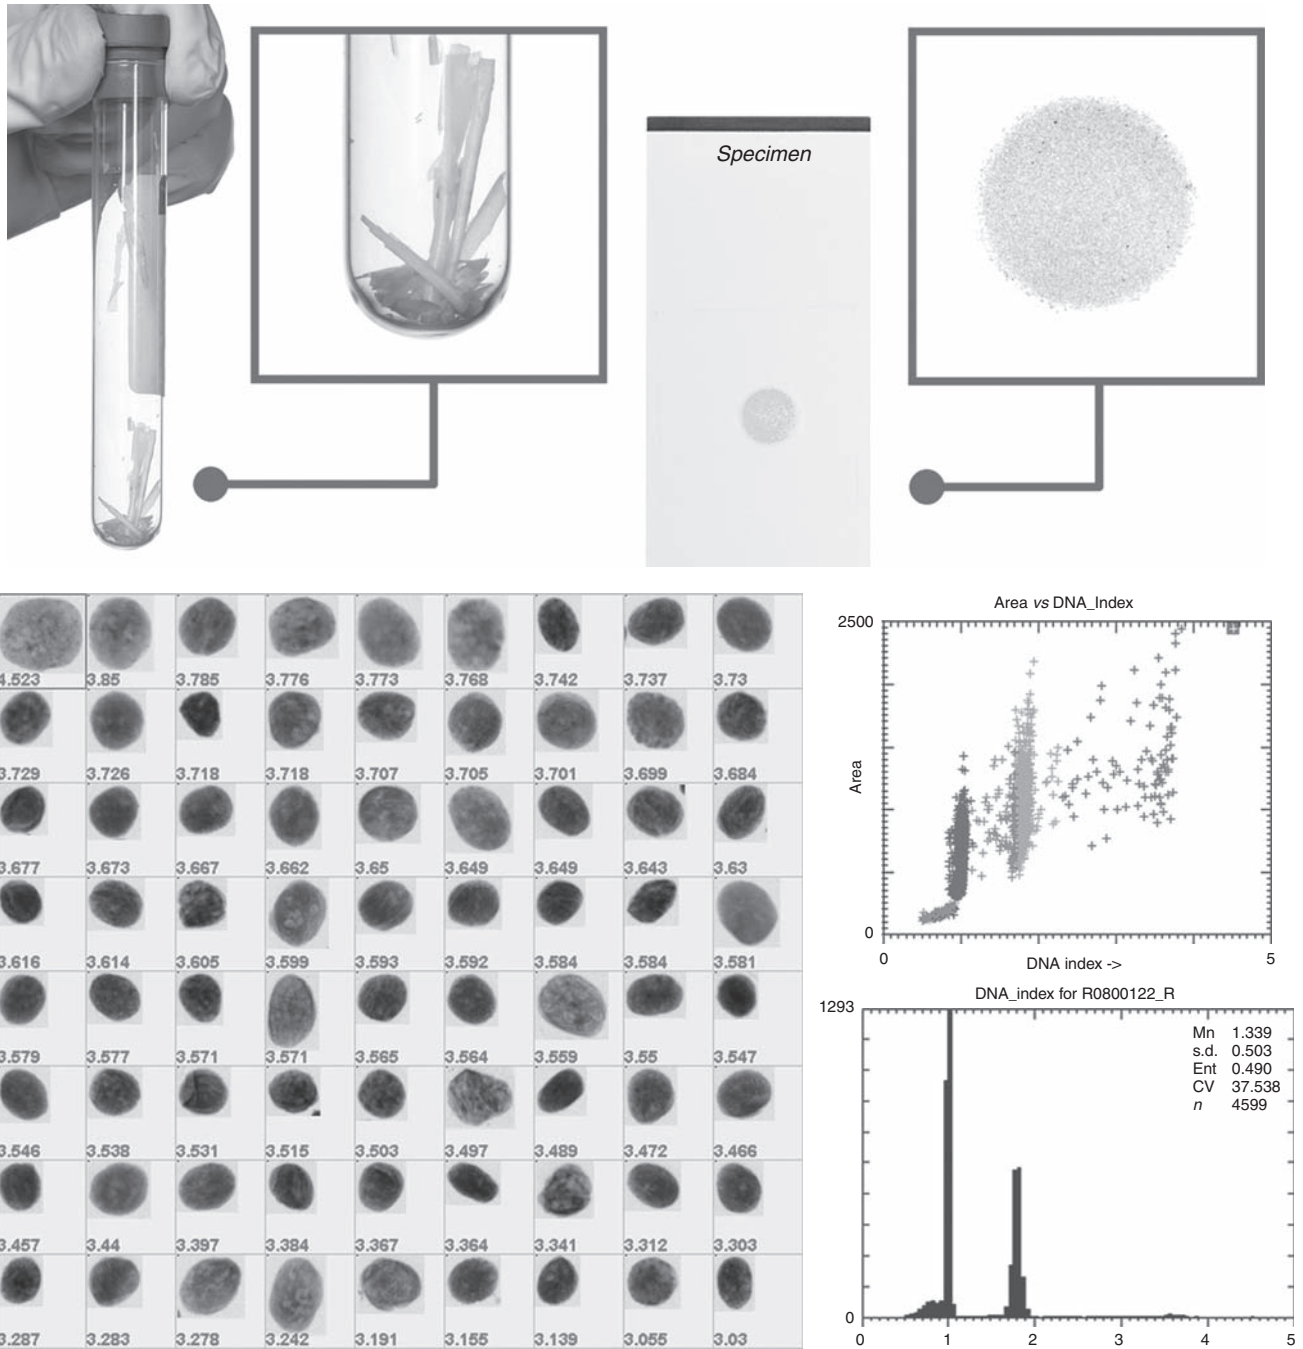 Specimen
4.523 3.85 3.785 3.776 3.773 3.768 3.742 3.737 3.73
3.729 3.726 3.718 3.718 3.707 3.705 3.701 3.699 3.684
3.677 3.673 3.667 3.662 3.65 3.649 3.649 3.643 3.63
3.616 3.614 3.605 3.599 3.593 3.592 3.584 3.584 3.581
3.579 3.577 3.571 3.571 3.565 3.564 3.559 3.55 3.547
3.546 3.538 3.531 3.515 3.503 3.497 3.489 3.472 3.466
3.457 3.44 3.397 3.384 3.367 3.364 3.341 3.312 3.303
3.287 3.283 3.278 3.242 3.191 3.155 3.139 3.055 3.03
Area vs DNA_Index
2500
Area
0
0 5
DNA index ->
DNA_index for R0800122_R
1293
Mn 1.339
s.d. 0.503
Ent 0.490
CV 37.538
n 4599
0
0 1 2 3 4 5